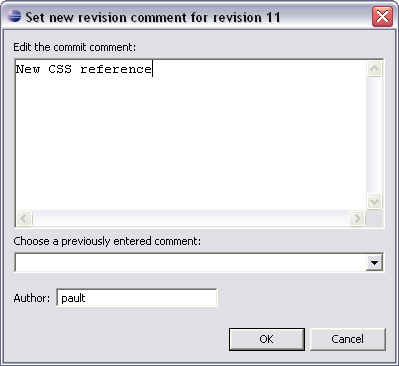 Set new revision comment for revision 11
Edit the commit comment:
New CSS reference
Choose a previously entered comment:
Author: pault
OK Cancel